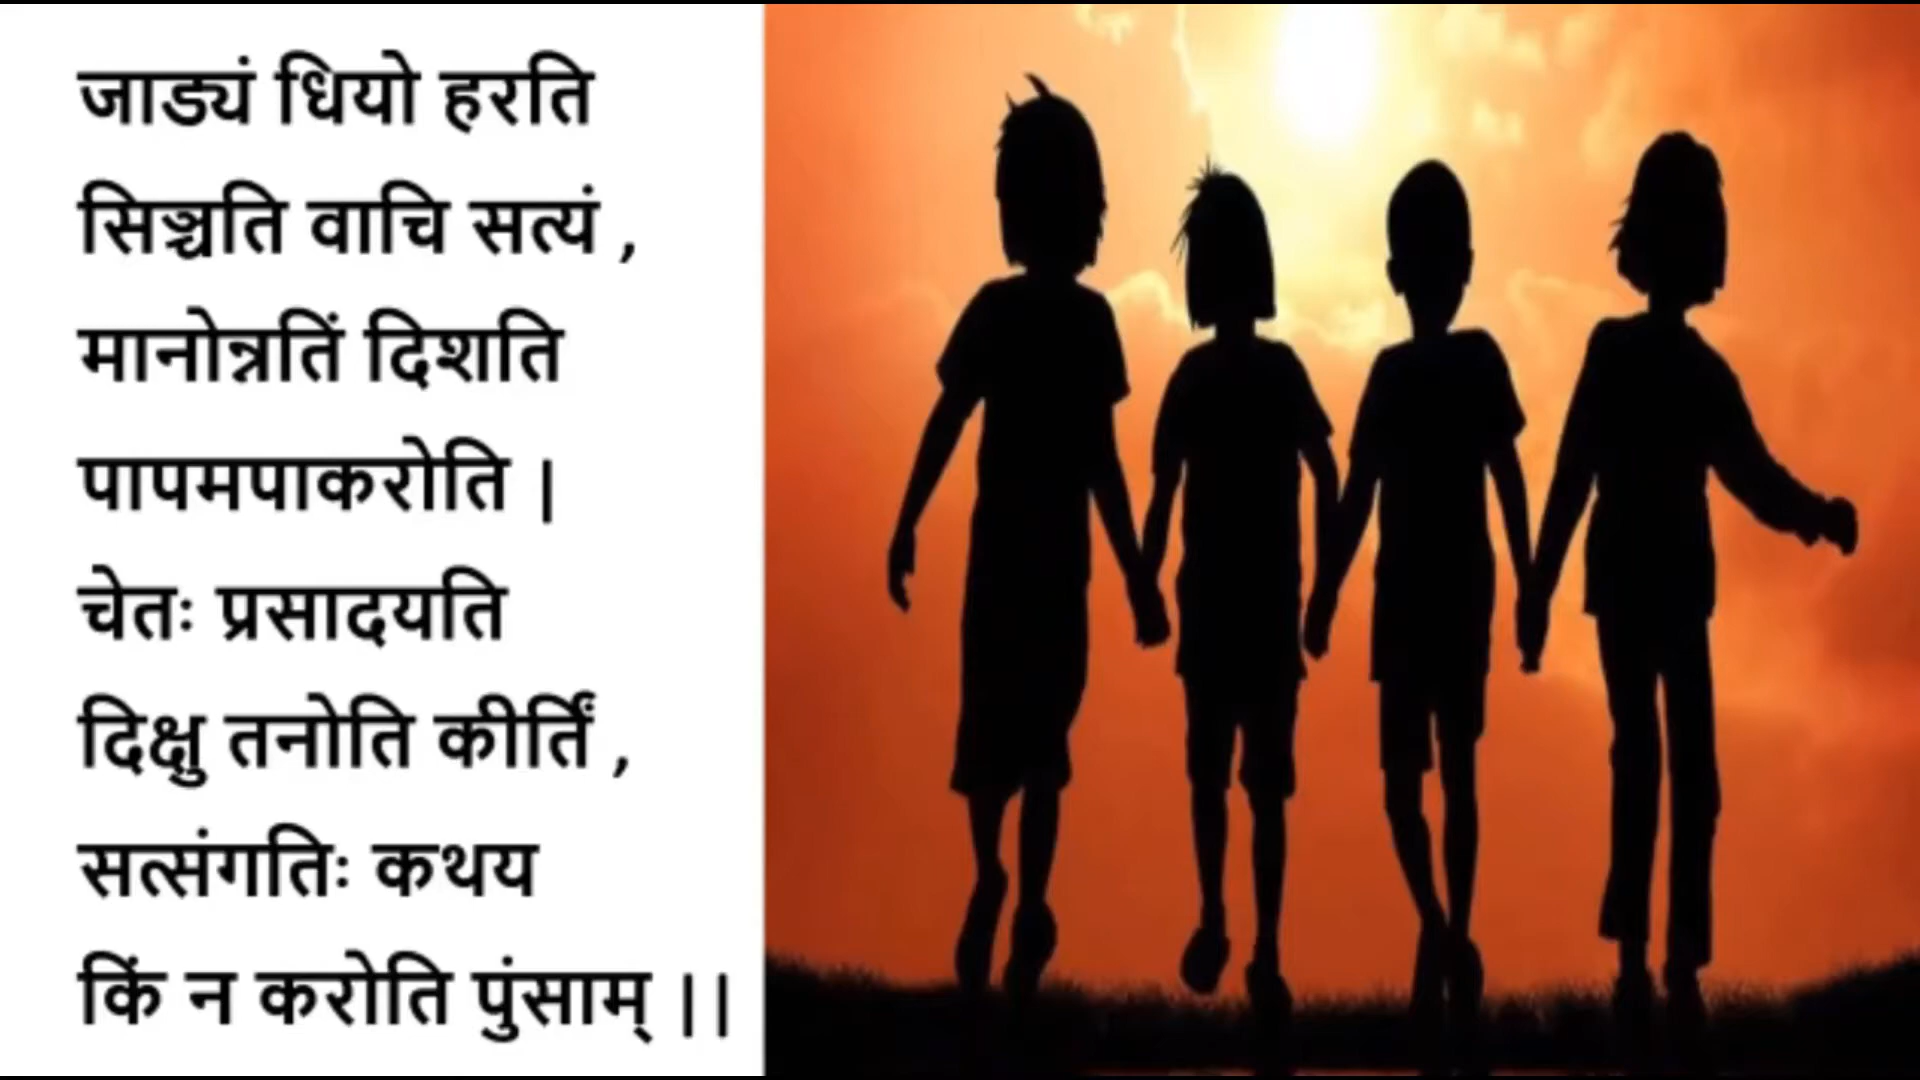 जाड्यं धियो हरति
सिञ्चति वाचि सत्यं ,
मानोन्नतिं दिशति
पापमपाकरोति |
चेतः प्रसादयति
दिक्षु तनोति कीर्तिं ,
सत्संगतिः कथय
किं न करोति पुंसाम् ||